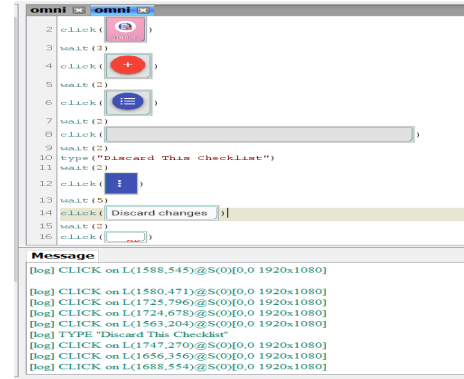 omni omni
2 click( )
3 wait(3)
4 click( + )
5 wait(2)
6 click( )
7 wait(2)
8 click( )
9 wait(2)
10 type("Discard This Checklist")
11 wait(2)
12 click( )
13 wait(5)
14 click( Discard changes )
15 wait(2)
16 click( )
Message
[log] CLICK on L(1588,545)@S(0)[0,0 1920x1080]
[log] CLICK on L(1580,471)@S(0)[0,0 1920x1080]
[log] CLICK on L(1725,796)@S(0)[0,0 1920x1080]
[log] CLICK on L(1724,678)@S(0)[0,0 1920x1080]
[log] CLICK on L(1563,204)@S(0)[0,0 1920x1080]
[log] TYPE "Discard This Checklist"
[log] CLICK on L(1747,270)@S(0)[0,0 1920x1080]
[log] CLICK on L(1656,356)@S(0)[0,0 1920x1080]
[log] CLICK on L(1688,554)@S(0)[0,0 1920x1080]